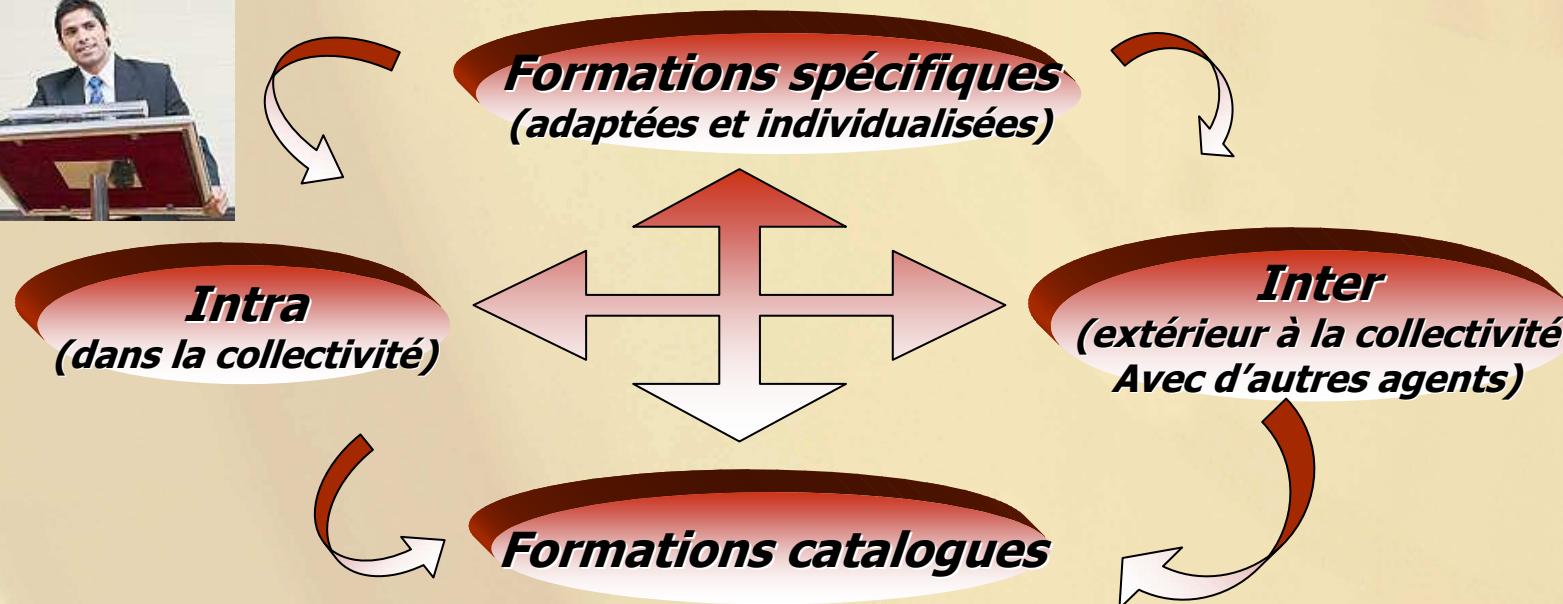 Formations spécifiques
(adaptées et individualisées)
Intra
(dans la collectivité)
Inter
(extérieur à la collectivité
Avec d'autres agents)
Formations catalogues